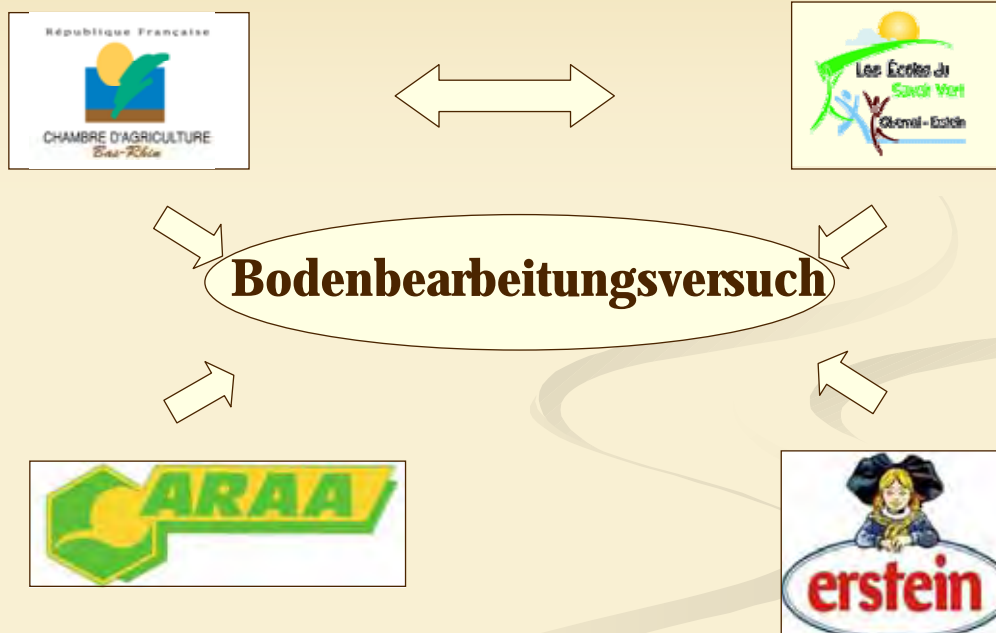 République Française
CHAMBRE D'AGRICULTURE
Bas-Rhin
Les Écoles du
Savoir Vert
Obernai - Erstein
Bodenbearbeitungsversuch
ARAA
erstein